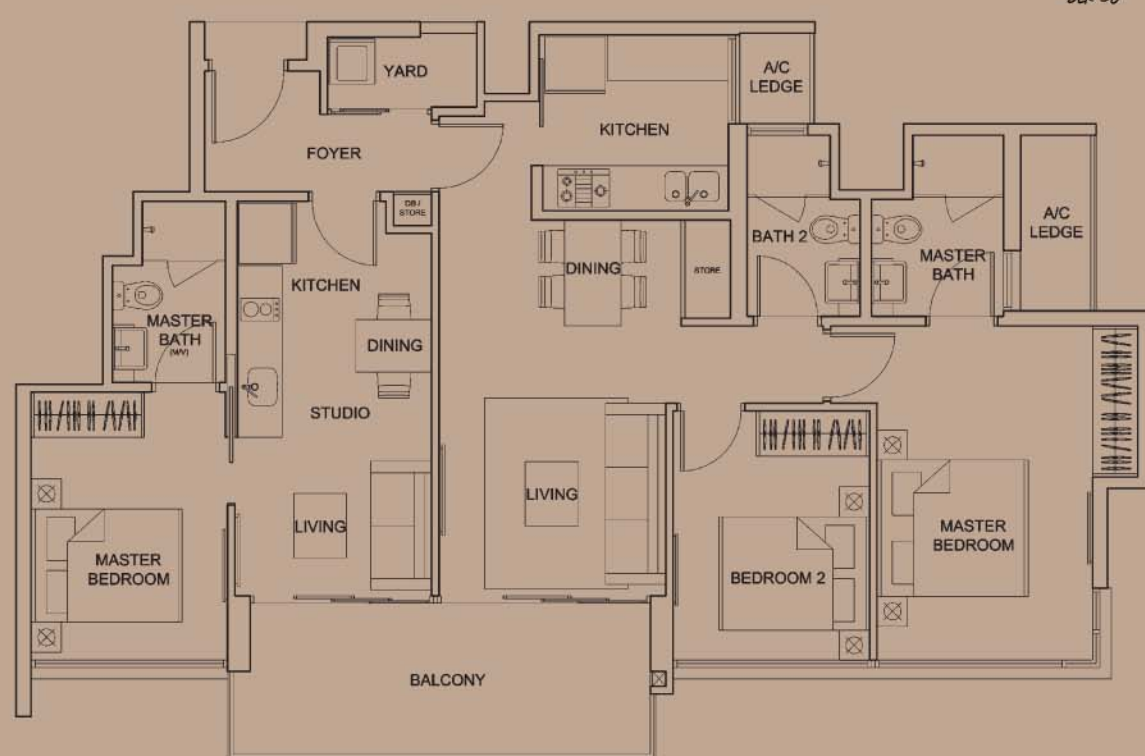 YARD
A/C
LEDGE
KITCHEN
FOYER
DB /
STORE
A/C
LEDGE
BATH 2
MASTER
BATH
DINING
STORE
KITCHEN
MASTER
BATH
(M/V)
DINING
STUDIO
LIVING
LIVING
MASTER
BEDROOM
MASTER
BEDROOM
BEDROOM 2
BALCONY